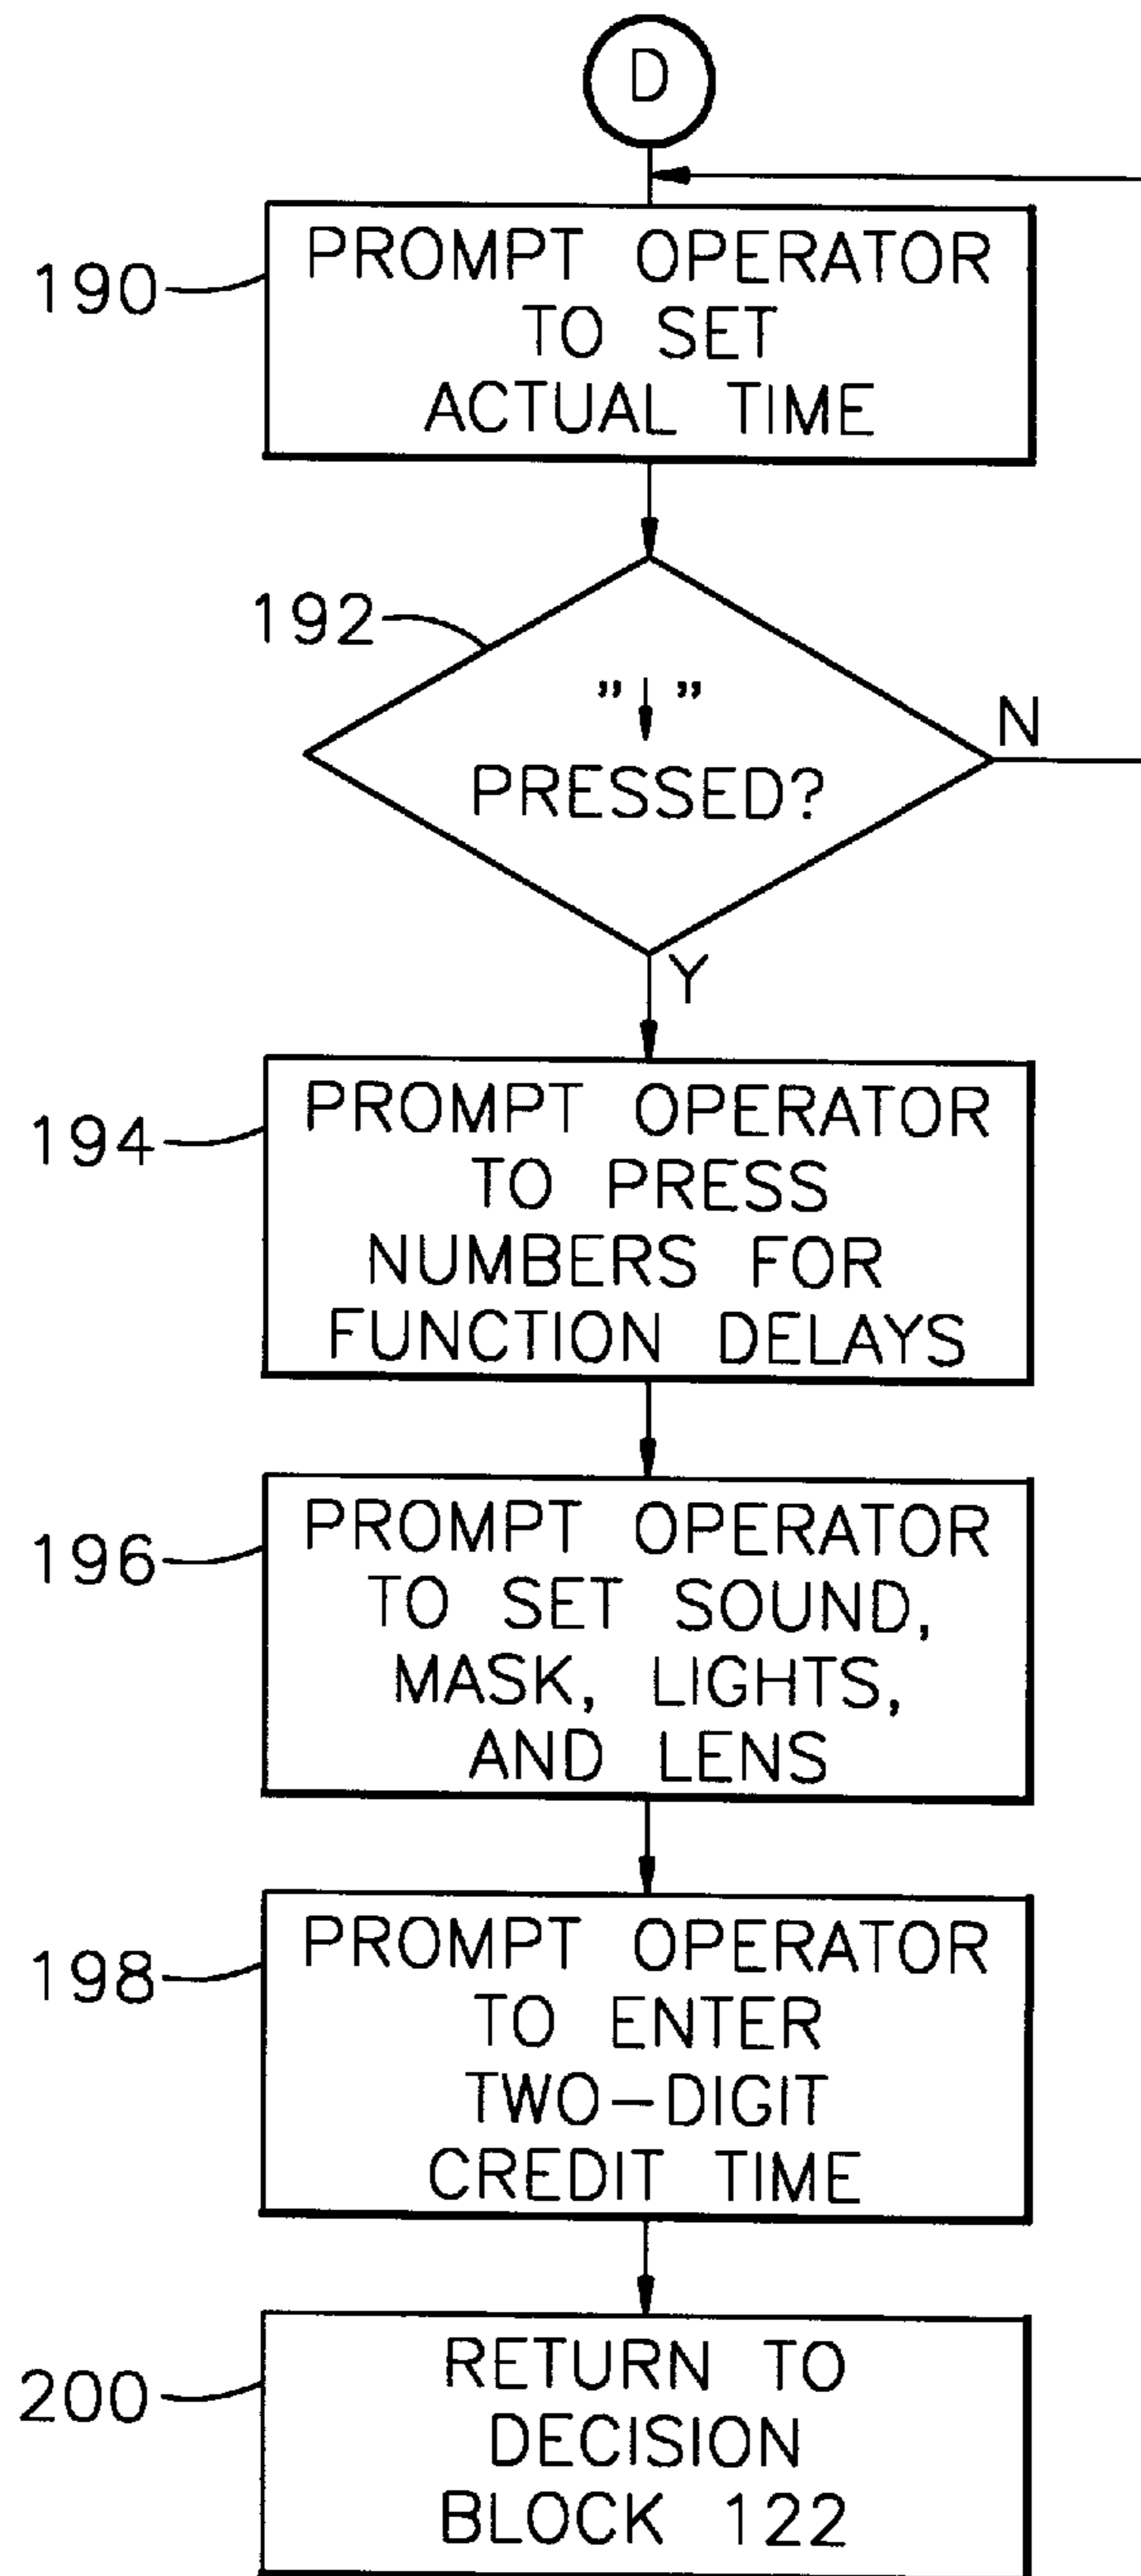 D
190
PROMPT OPERATOR
TO SET
ACTUAL TIME
192
"↓"
PRESSED?
N
Y
194
PROMPT OPERATOR
TO PRESS
NUMBERS FOR
FUNCTION DELAYS
196
PROMPT OPERATOR
TO SET SOUND,
MASK, LIGHTS,
AND LENS
198
PROMPT OPERATOR
TO ENTER
TWO-DIGIT
CREDIT TIME
200
RETURN TO
DECISION
BLOCK 122